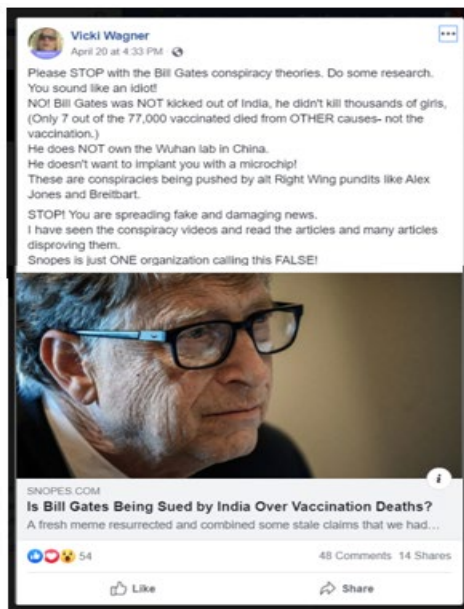 Vicki Wagner
April 20 at 4:33 PM ·
Please STOP with the Bill Gates conspiracy theories. Do some research.
You sound like an idiot!
NO! Bill Gates was NOT kicked out of India, he didn't kill thousands of girls,
(Only 7 out of the 77,000 vaccinated died from OTHER causes- not the
vaccination.)
He does NOT own the Wuhan lab in China.
He doesn't want to implant you with a microchip!
These are conspiracies being pushed by alt Right Wing pundits like Alex
Jones and Breitbart.
STOP! You are spreading fake and damaging news.
I have seen the conspiracy videos and read the articles and many articles
disproving them.
Snopes is just ONE organization calling this FALSE!
i
SNOPES.COM
Is Bill Gates Being Sued by India Over Vaccination Deaths?
A fresh meme resurrected and combined some stale claims that we had…
54 48 Comments 14 Shares
Like Share